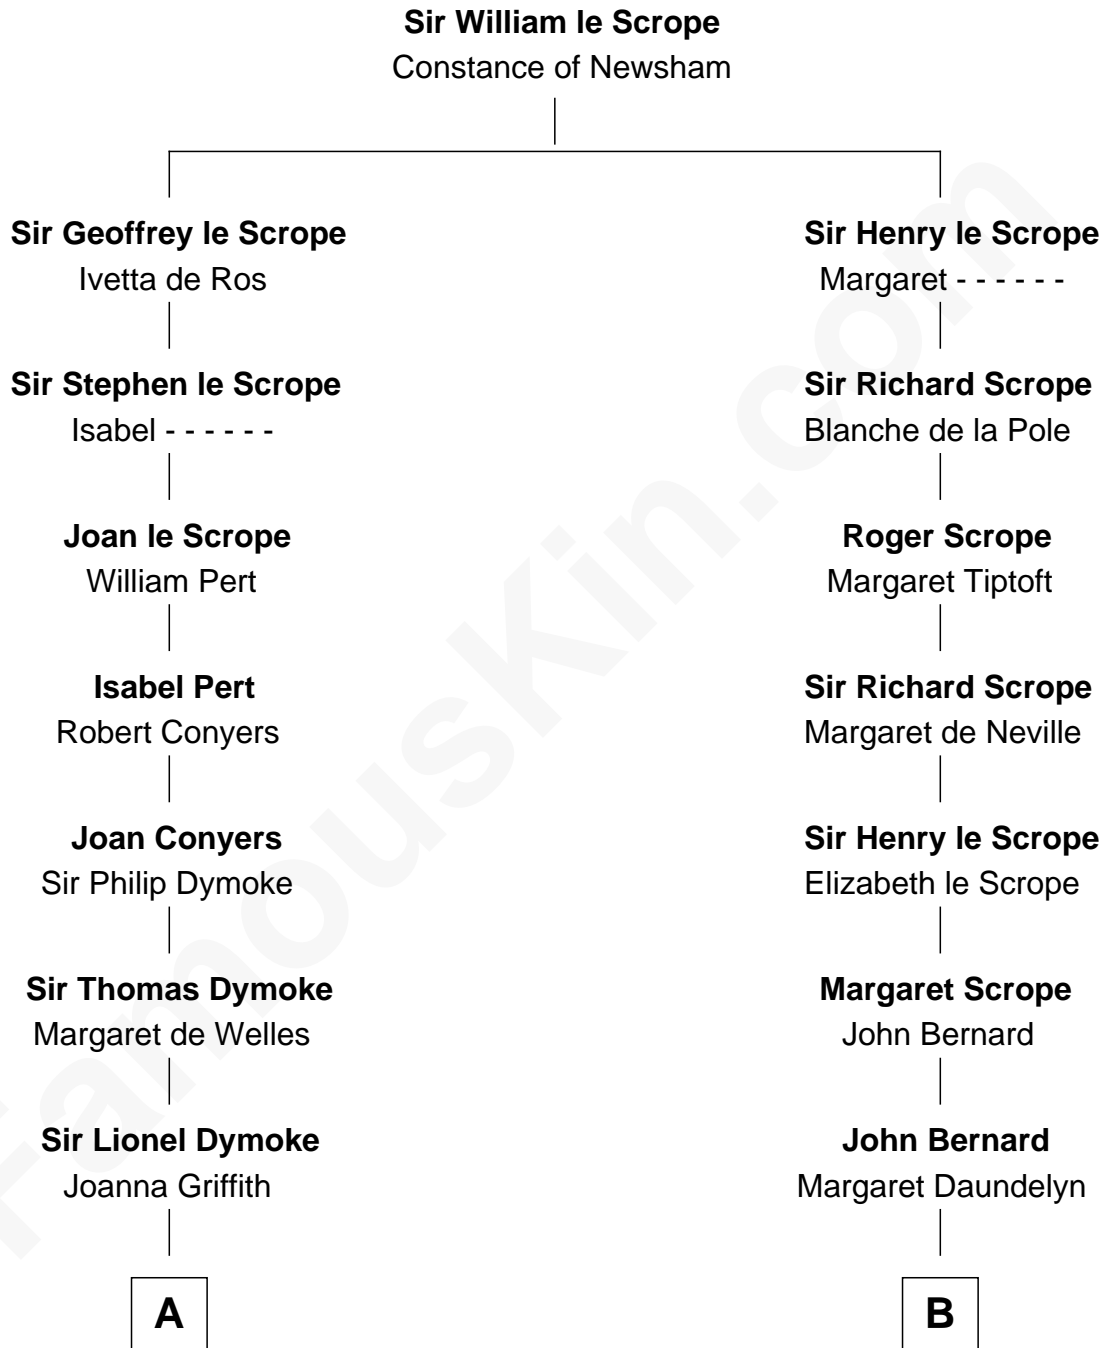 Sir William le Scrope
Constance of Newsham
Sir Geoffrey le Scrope
Ivetta de Ros
Sir Henry le Scrope
Margaret - - - - - -
Sir Stephen le Scrope
Isabel - - - - - -
Sir Richard Scrope
Blanche de la Pole
Joan le Scrope
William Pert
Roger Scrope
Margaret Tiptoft
Isabel Pert
Robert Conyers
Sir Richard Scrope
Margaret de Neville
Joan Conyers
Sir Philip Dymoke
Sir Henry le Scrope
Elizabeth le Scrope
Sir Thomas Dymoke
Margaret de Welles
Margaret Scrope
John Bernard
Sir Lionel Dymoke
Joanna Griffith
John Bernard
Margaret Daundelyn
A
B
FamousKin.com